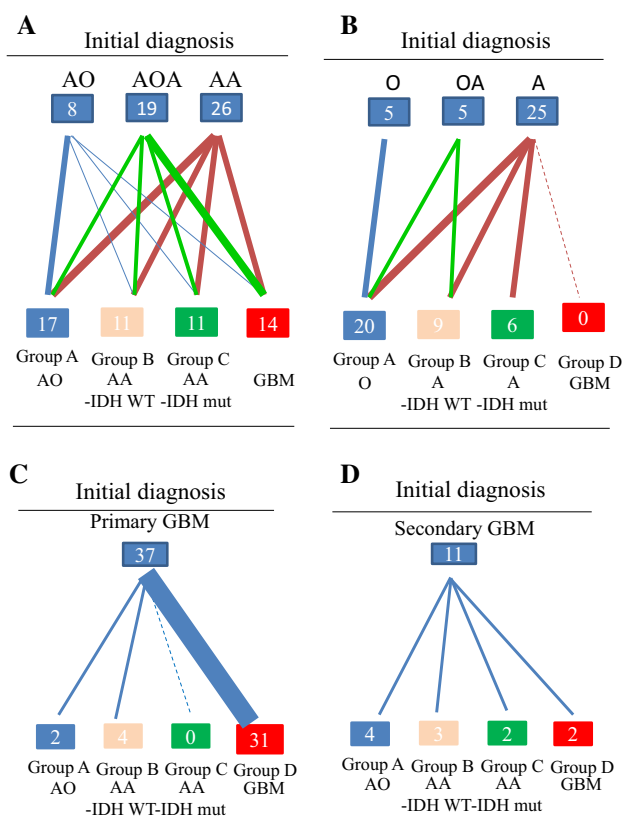 A
Initial diagnosis
AO AOA AA
8 19 26
17 11 11 14
Group A Group B Group C
AO AA AA GBM
-IDH WT -IDH mut
B
Initial diagnosis
O OA A
5 5 25
20 9 6 0
Group A Group B Group C Group D
O A A GBM
-IDH WT -IDH mut
C
Initial diagnosis
Primary GBM
37
2 4 0 31
Group A Group B Group C Group D
AO AA AA GBM
-IDH WT-IDH mut
D
Initial diagnosis
Secondary GBM
11
4 3 2 2
Group A Group B Group C Group D
AO AA AA GBM
-IDH WT-IDH mut